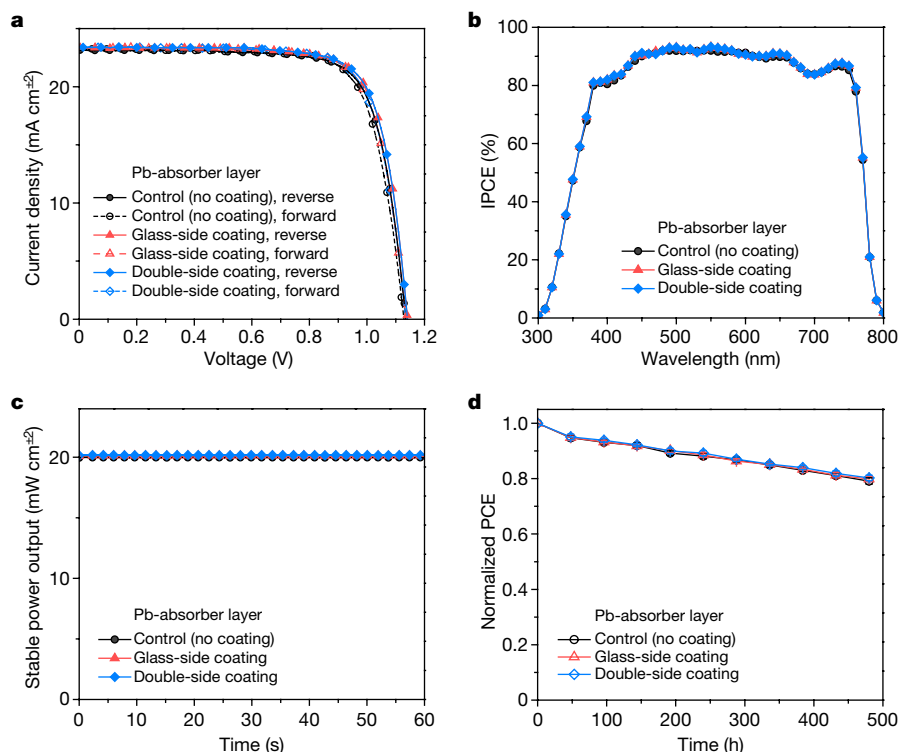 a
Current density (mA cm±2)
20
10
0
Pb-absorber layer
Control (no coating), reverse
Control (no coating), forward
Glass-side coating, reverse
Glass-side coating, forward
Double-side coating, reverse
Double-side coating, forward
0 0.2 0.4 0.6 0.8 1.0 1.2
Voltage (V)
b
IPCE (%)
100
80
60
40
20
0
Pb-absorber layer
Control (no coating)
Glass-side coating
Double-side coating
300 400 500 600 700 800
Wavelength (nm)
c
Stable power output (mW cm±2)
20
15
10
5
0
Pb-absorber layer
Control (no coating)
Glass-side coating
Double-side coating
0 10 20 30 40 50 60
Time (s)
d
Normalized PCE
1.0
0.8
0.6
0.4
0.2
0
Pb-absorber layer
Control (no coating)
Glass-side coating
Double-side coating
0 100 200 300 400 500
Time (h)